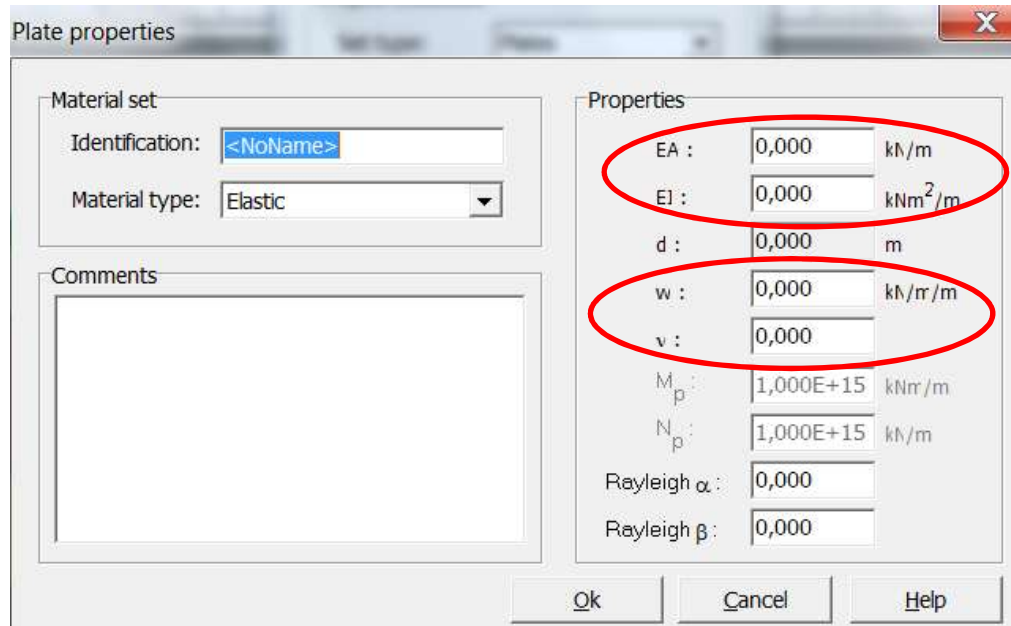 Plate properties
Material set
Identification: <NoName>
Material type: Elastic
Comments
Properties
EA : 0,000 kN/m
EI : 0,000 kNm²/m
d : 0,000 m
w : 0,000 kN/m/m
ν : 0,000
Mp : 1,000E+15 kNm/m
Np : 1,000E+15 kN/m
Rayleigh α : 0,000
Rayleigh β : 0,000
Ok Cancel Help